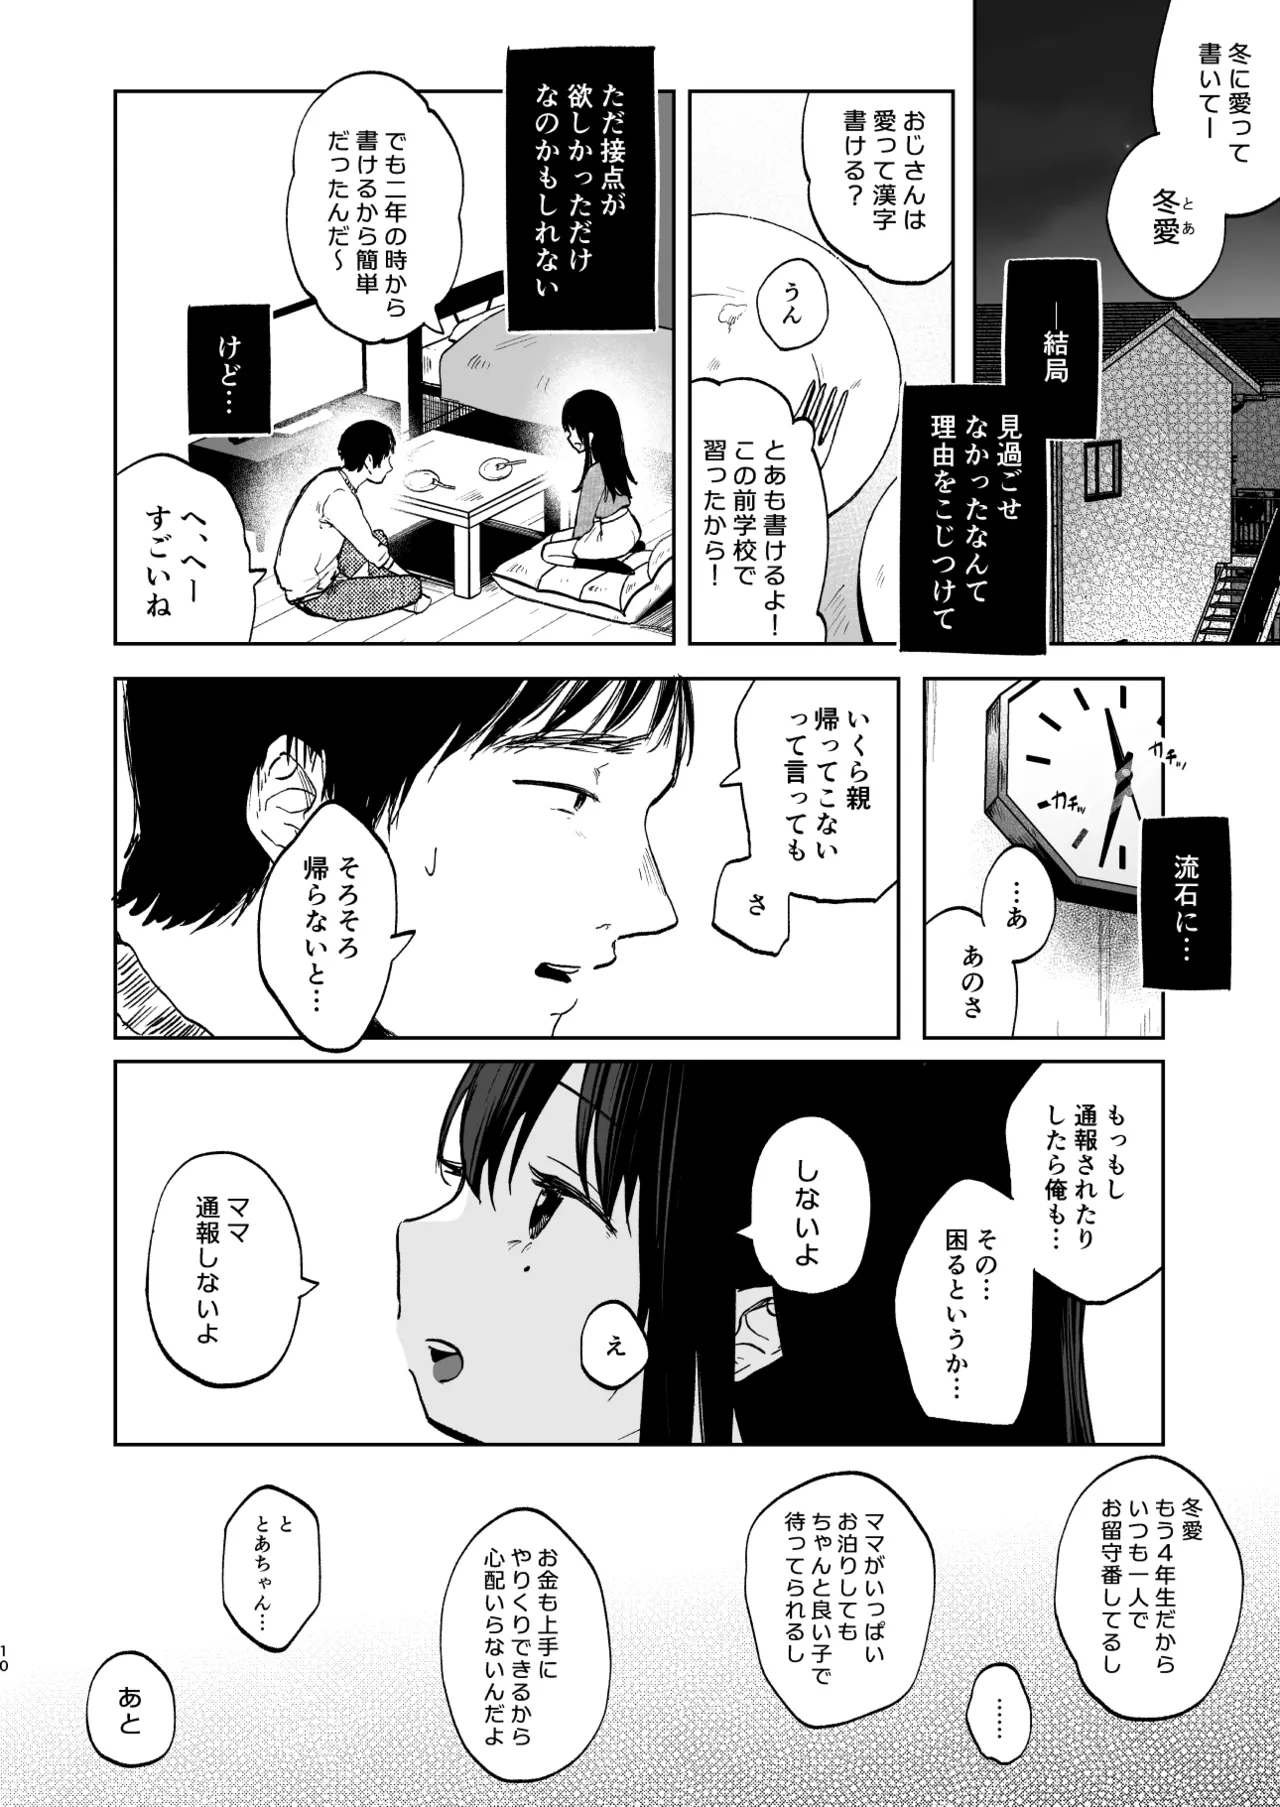 冬に愛って
書いてー
冬愛
とあ
―結局
見過ごせ
なかったなんて
理由をこじつけて
おじさんは
愛って漢字
書ける?
うん
とあも書けるよ!
この前学校で
習ったから!
ただ接点が
欲しかっただけ
なのかもしれない
でも二年の時から
書けるから簡単
だったんだ～
けど…
へ、へー
すごいね
ガチッ
ガチッ
流石に…
…あ
あのさ
いくら親
帰ってこない
って言っても
さ
そろそろ
帰らないと…
もっもし
通報されたり
したら俺も…
その…
困るというか…
しないよ
え
ママ
通報しないよ
冬愛
もう4年生だから
いつも一人で
お留守番してるし
……
ママがいっぱい
お泊りしても
ちゃんと良い子で
待ってられるし
お金も上手に
やりくりできるから
心配いらないんだよ
と
とあちゃん…
あと
10